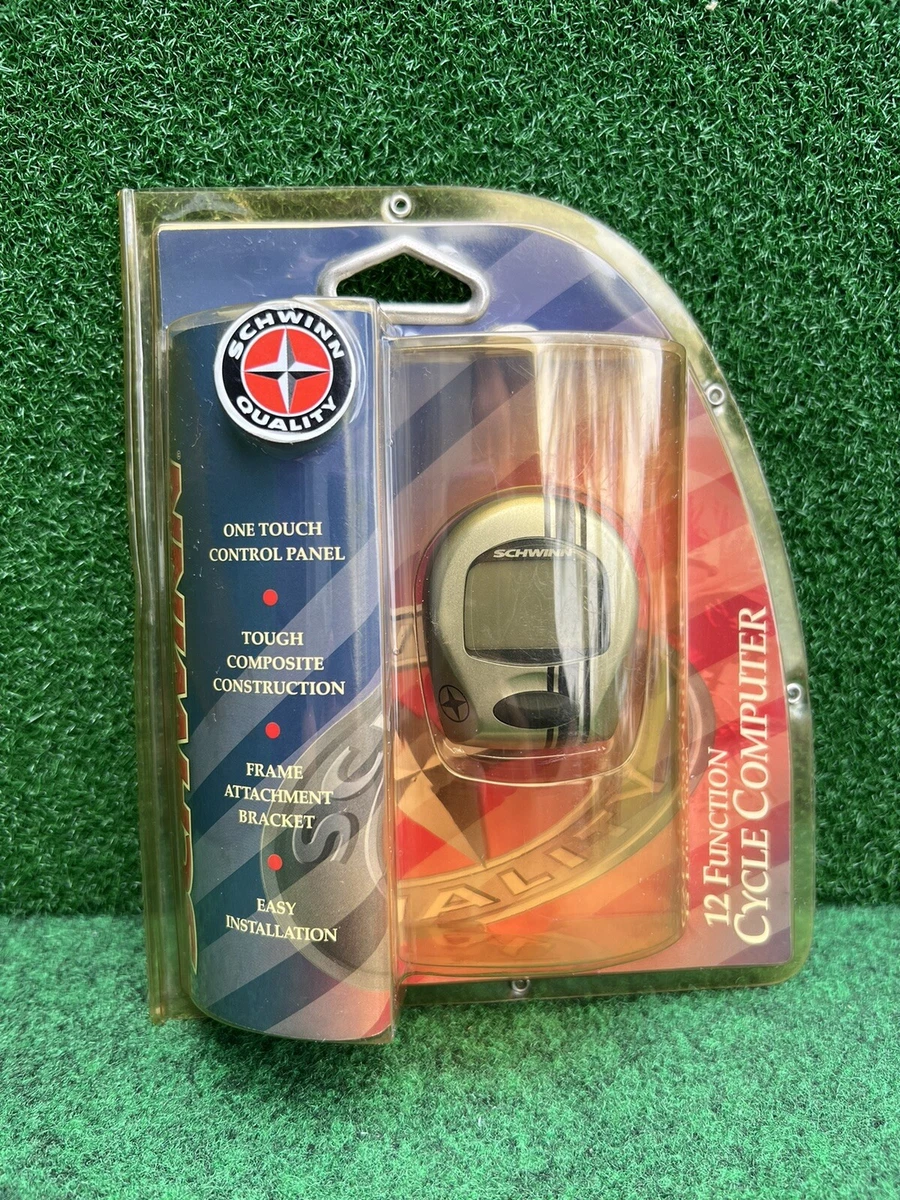 SCHWINN
QUALITY
ONE TOUCH
CONTROL PANEL
TOUGH
COMPOSITE
CONSTRUCTION
FRAME
ATTACHMENT
BRACKET
EASY
INSTALLATION
SCHWINN
12 FUNCTION
CYCLE COMPUTER